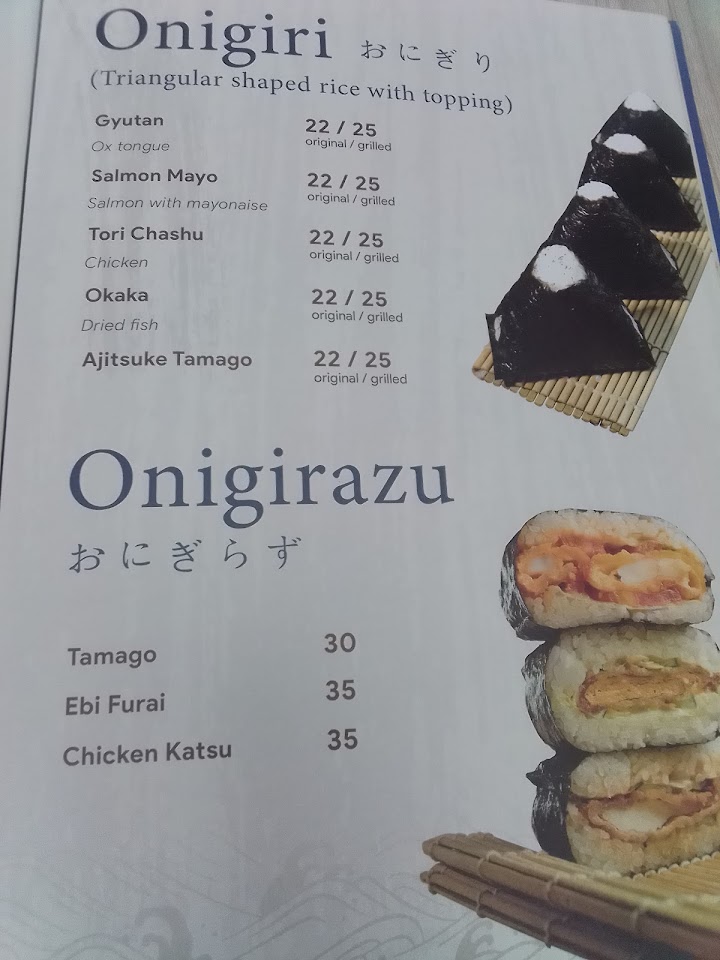 Onigiri おにぎり
(Triangular shaped rice with topping)
Gyutan 22 / 25
Ox tongue original / grilled
Salmon Mayo 22 / 25
Salmon with mayonaise original / grilled
Tori Chashu 22 / 25
Chicken original / grilled
Okaka 22 / 25
Dried fish original / grilled
Ajitsuke Tamago 22 / 25
original / grilled
Onigirazu
おにぎらず
Tamago 30
Ebi Furai 35
Chicken Katsu 35